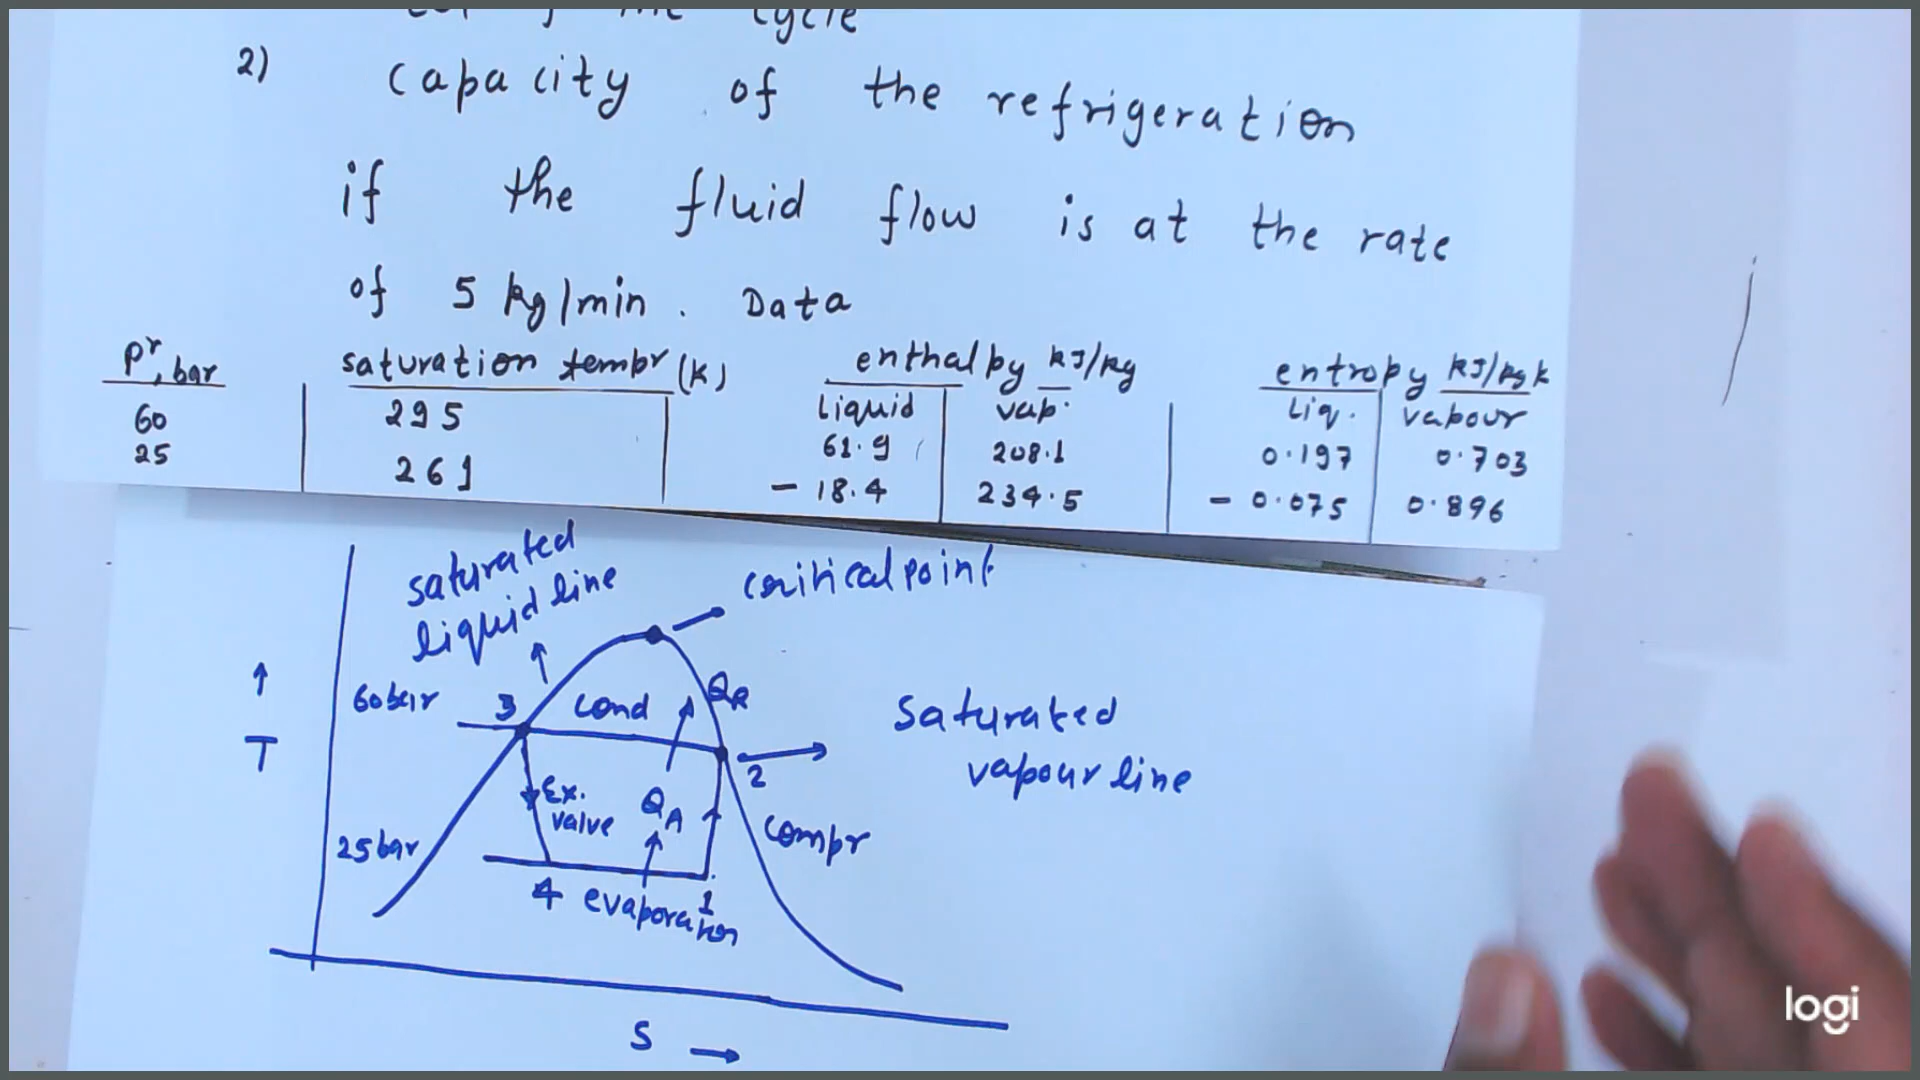 cycle
2) capacity of the refrigeration
if the fluid flow is at the rate
of 5 kg/min. Data
Pr, bar saturation tempr (K) enthalpy kJ/kg entropy kJ/kg k
liquid vap. Liq. vapour
60 295 61.9 208.1 0.197 0.703
25 261 - 18.4 234.5 - 0.075 0.896
saturated
liquid line
critical point
60 bar 3 cond QR
saturated
vapour line
T
2
Ex.
valve
QA
compr
25 bar
4 evaporator 1
S
logi